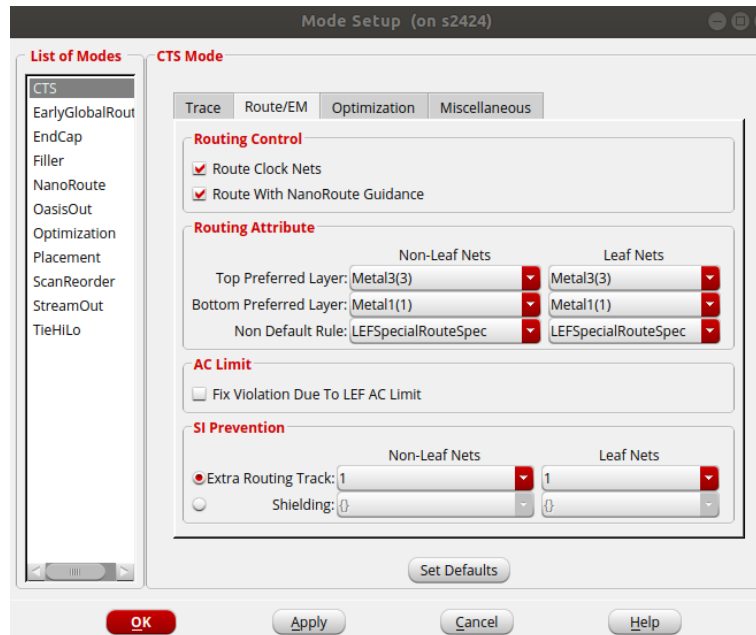 Mode Setup (on s2424)
List of Modes
CTS
EarlyGlobalRout
EndCap
Filler
NanoRoute
OasisOut
Optimization
Placement
ScanReorder
StreamOut
TieHiLo
CTS Mode
Trace Route/EM Optimization Miscellaneous
Routing Control
Route Clock Nets
Route With NanoRoute Guidance
Routing Attribute
Non-Leaf Nets Leaf Nets
Top Preferred Layer: Metal3(3) Metal3(3)
Bottom Preferred Layer: Metal1(1) Metal1(1)
Non Default Rule: LEFSpecialRouteSpec LEFSpecialRouteSpec
AC Limit
Fix Violation Due To LEF AC Limit
SI Prevention
Non-Leaf Nets Leaf Nets
Extra Routing Track: 1 1
Shielding: {} {}
Set Defaults
OK Apply Cancel Help